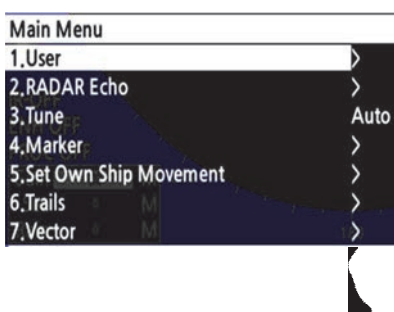 Main Menu
1.User >
2.RADAR Echo >
3.Tune Auto
4.Marker >
5.Set Own Ship Movement >
6.Trails >
7.Vector >